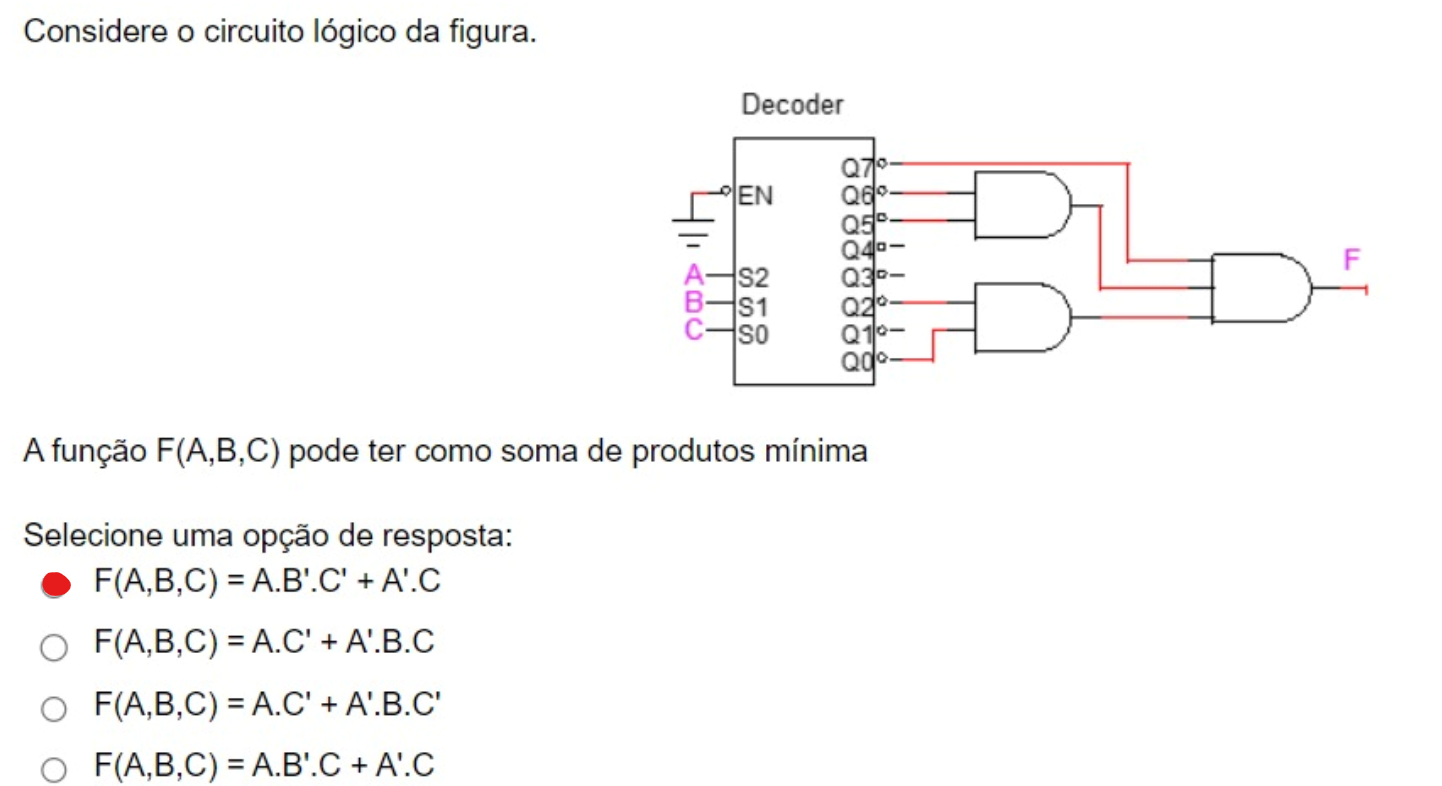 Considere o circuito lógico da figura.
Decoder
Q7
EN
Q6
Q5
Q4
A
S2
Q3
F
B
S1
Q2
C
S0
Q1
Q0
A função F(A,B,C) pode ter como soma de produtos mínima
Selecione uma opção de resposta:
F(A,B,C) = A.B'.C' + A'.C
F(A,B,C) = A.C' + A'.B.C
F(A,B,C) = A.C' + A'.B.C'
F(A,B,C) = A.B'.C + A'.C